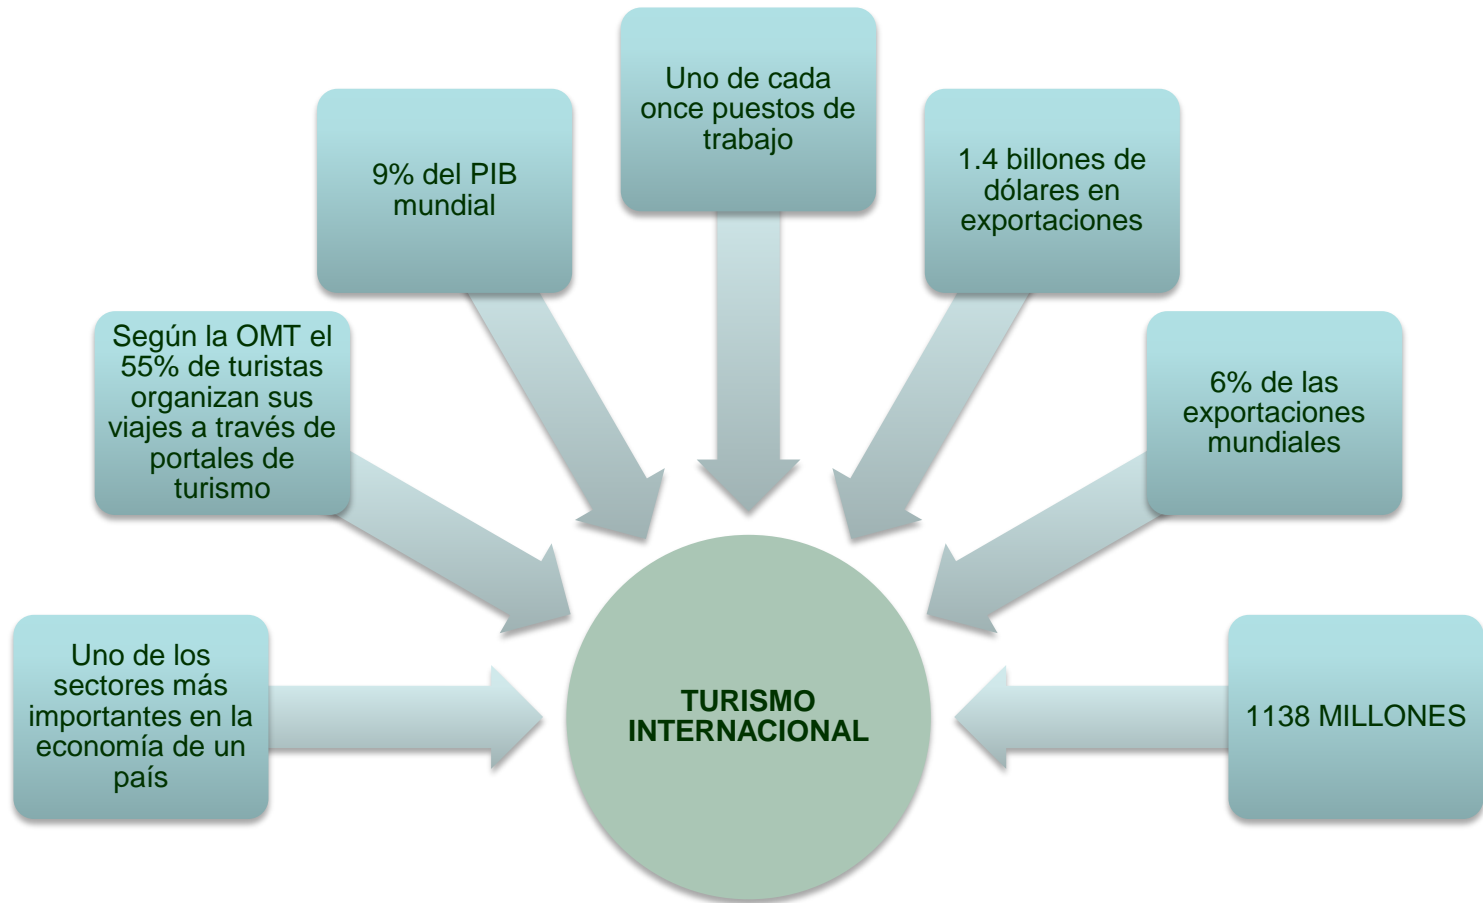 Uno de los
sectores más
importantes en la
economía de un
país
Según la OMT el
55% de turistas
organizan sus
viajes a través de
portales de
turismo
9% del PIB
mundial
Uno de cada
once puestos de
trabajo
1.4 billones de
dólares en
exportaciones
6% de las
exportaciones
mundiales
1138 MILLONES
TURISMO
INTERNACIONAL